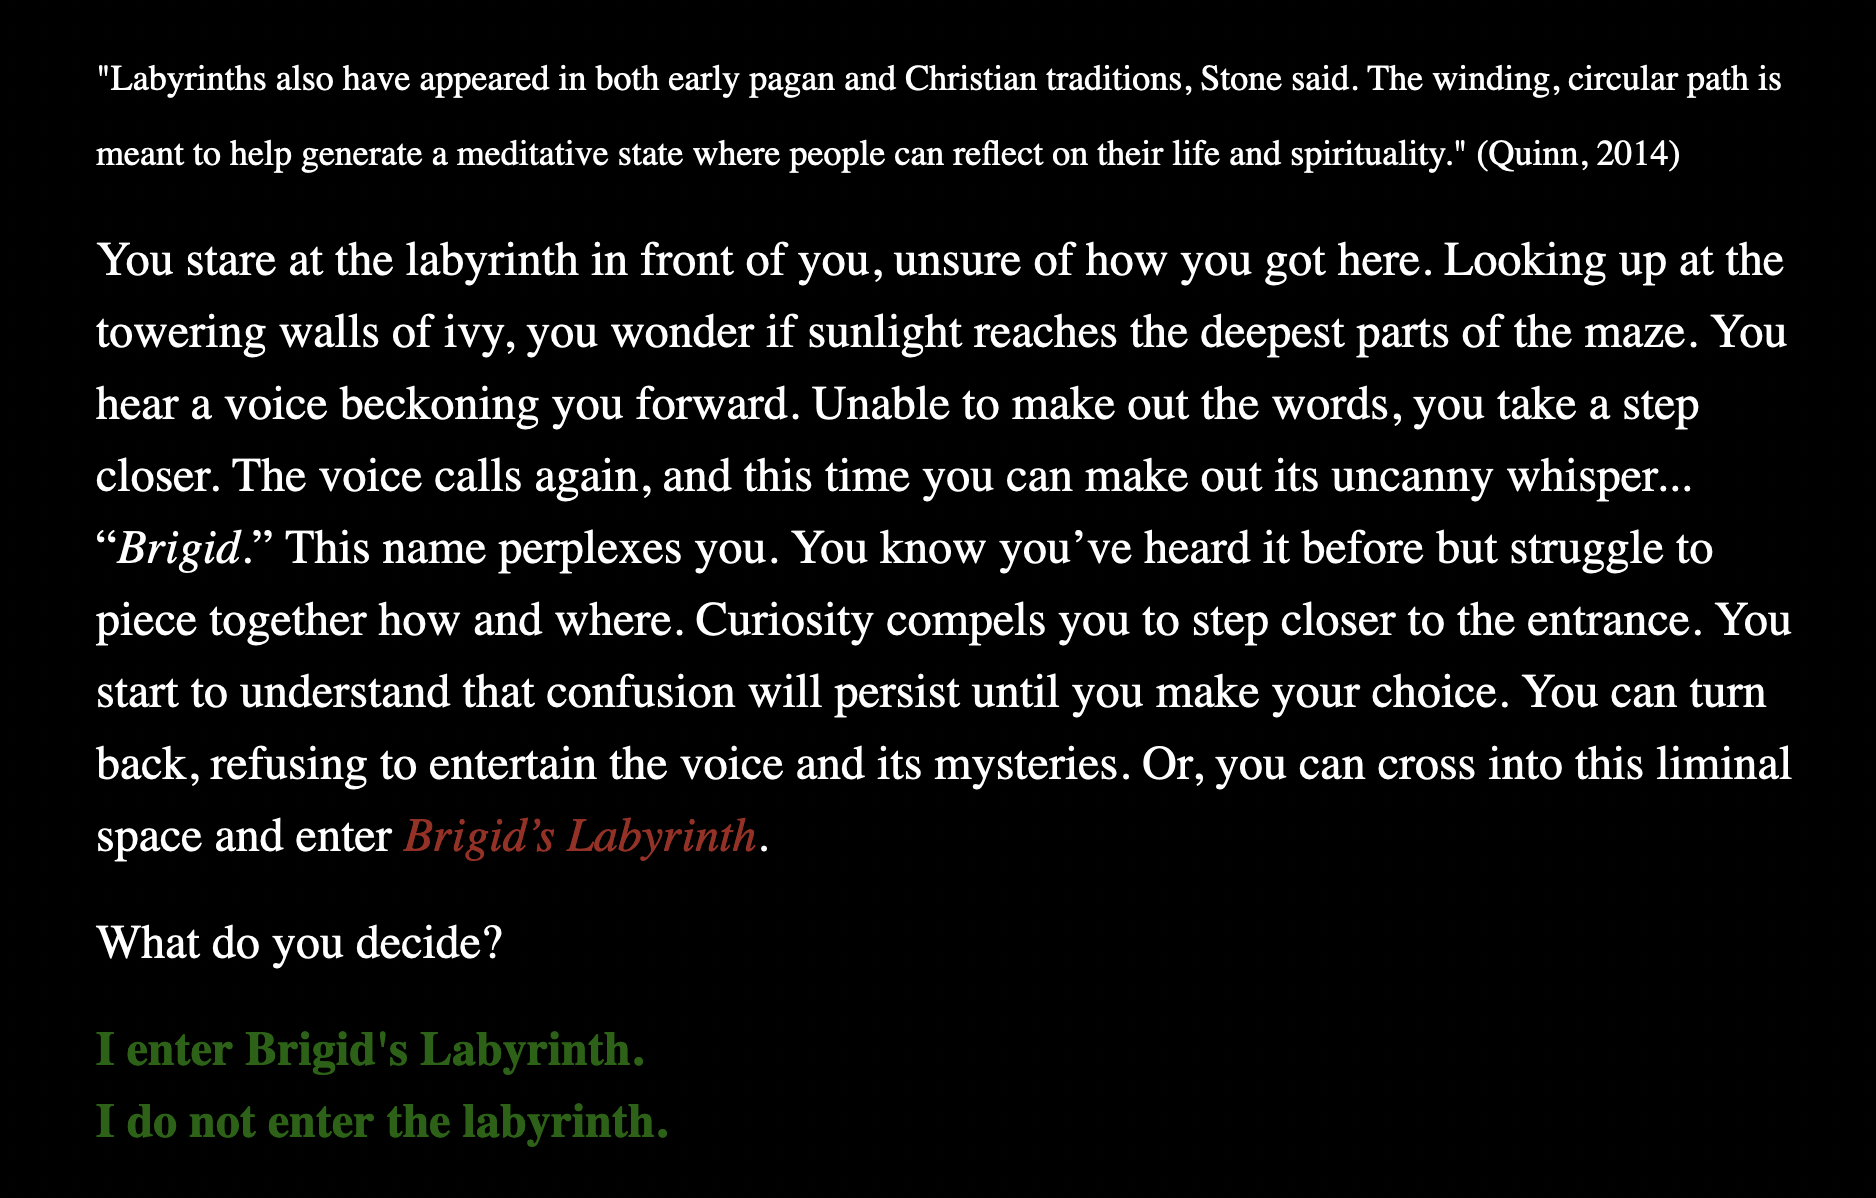 "Labyrinths also have appeared in both early pagan and Christian traditions, Stone said. The winding, circular path is
meant to help generate a meditative state where people can reflect on their life and spirituality." (Quinn, 2014)
You stare at the labyrinth in front of you, unsure of how you got here. Looking up at the
towering walls of ivy, you wonder if sunlight reaches the deepest parts of the maze. You
hear a voice beckoning you forward. Unable to make out the words, you take a step
closer. The voice calls again, and this time you can make out its uncanny whisper...
“Brigid.” This name perplexes you. You know you’ve heard it before but struggle to
piece together how and where. Curiosity compels you to step closer to the entrance. You
start to understand that confusion will persist until you make your choice. You can turn
back, refusing to entertain the voice and its mysteries. Or, you can cross into this liminal
space and enter Brigid’s Labyrinth.
What do you decide?
I enter Brigid's Labyrinth.
I do not enter the labyrinth.